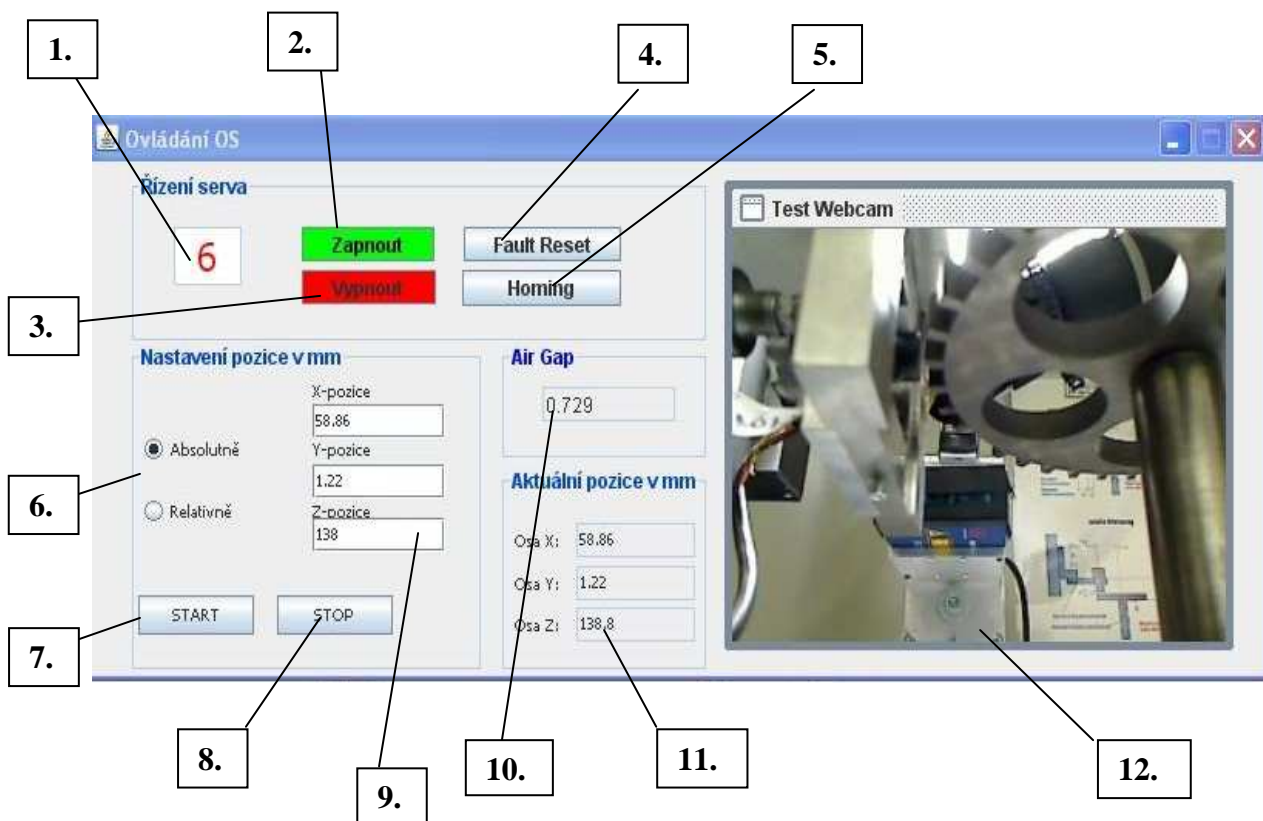 1.
2.
4.
5.
Ovládání OS
Řízení serva
6
Zapnout
Vypnout
Fault Reset
Homing
3.
Nastavení pozice v mm
X-pozice
58.86
Absolutně
Y-pozice
1.22
Relativně
Z-pozice
138
START
STOP
6.
7.
Air Gap
0.729
Aktuální pozice v mm
Osa X: 58.86
Osa Y: 1.22
Osa Z: 138.8
Test Webcam
8.
9.
10.
11.
12.